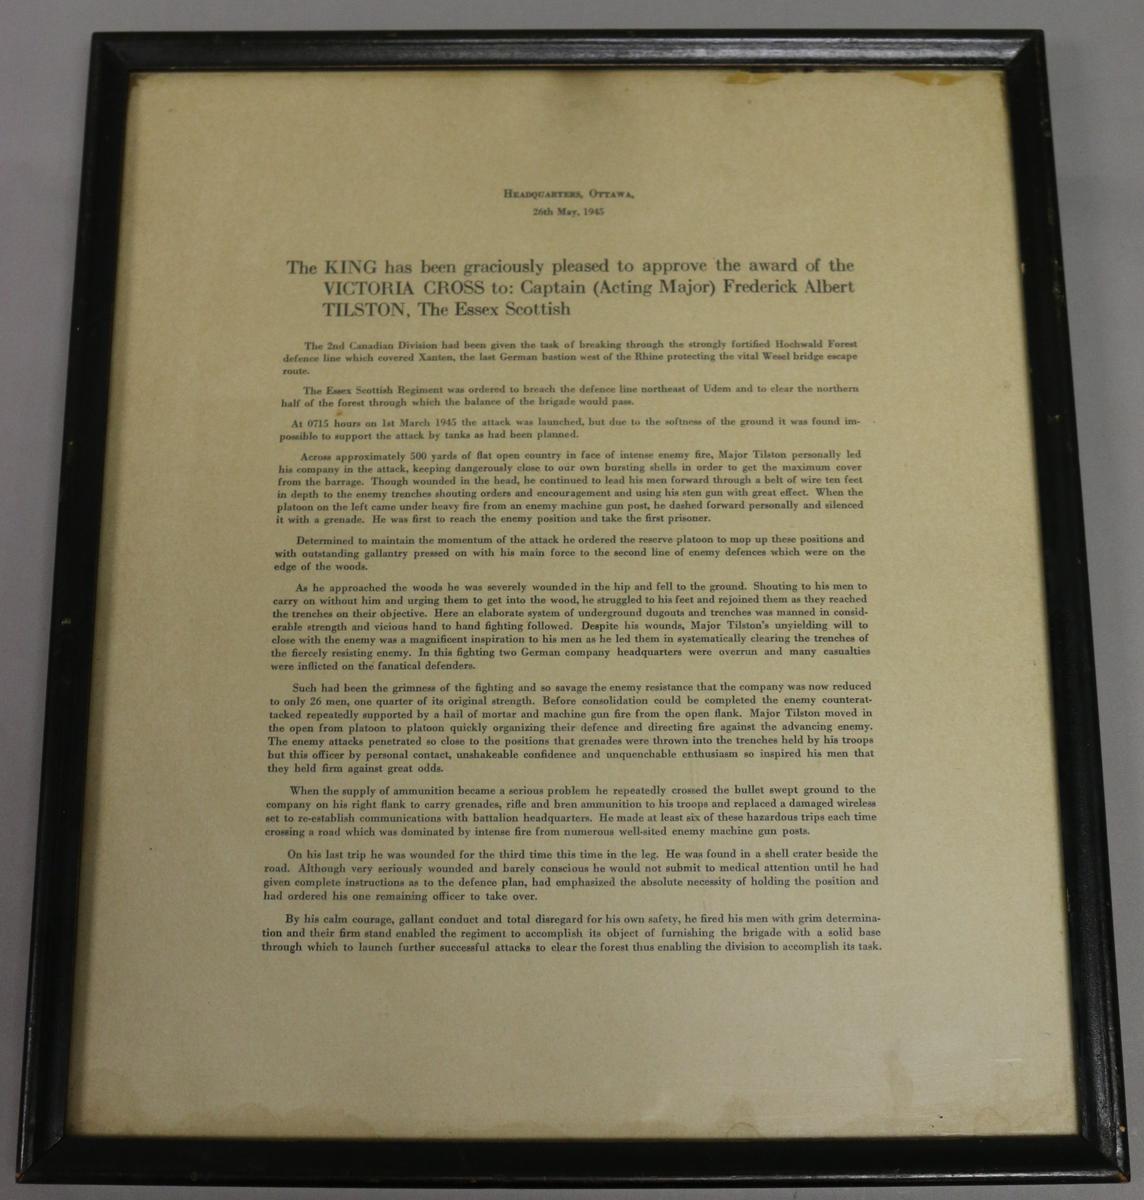 Headquarters, Ottawa,
26th May, 1945
The KING has been graciously pleased to approve the award of the
VICTORIA CROSS to: Captain (Acting Major) Frederick Albert
TILSTON, The Essex Scottish
The 2nd Canadian Division had been given the task of breaking through the strongly fortified Hochwald Forest
defence line which covered Xanten, the last German bastion west of the Rhine protecting the vital Wesel bridge escape
route.
The Essex Scottish Regiment was ordered to breach the defence line northeast of Udem and to clear the northern
half of the forest through which the balance of the brigade would pass.
At 0715 hours on 1st March 1945 the attack was launched, but due to the softness of the ground it was found im-
possible to support the attack by tanks as had been planned.
Across approximately 500 yards of flat open country in face of intense enemy fire, Major Tilston personally led
his company in the attack, keeping dangerously close to our own bursting shells in order to get the maximum cover
from the barrage. Though wounded in the head, he continued to lead his men forward through a belt of wire ten feet
in depth to the enemy trenches shouting orders and encouragement and using his sten gun with great effect. When the
platoon on the left came under heavy fire from an enemy machine gun post, he dashed forward personally and silenced
it with a grenade. He was first to reach the enemy position and take the first prisoner.
Determined to maintain the momentum of the attack he ordered the reserve platoon to mop up these positions and
with outstanding gallantry pressed on with his main force to the second line of enemy defences which were on the
edge of the woods.
As he approached the woods he was severely wounded in the hip and fell to the ground. Shouting to his men to
carry on without him and urging them to get into the wood, he struggled to his feet and rejoined them as they reached
the trenches on their objective. Here an elaborate system of underground dugouts and trenches was manned in consid-
erable strength and vicious hand to hand fighting followed. Despite his wounds, Major Tilston's unyielding will to
close with the enemy was a magnificent inspiration to his men as he led them in systematically clearing the trenches of
the fiercely resisting enemy. In this fighting two German company headquarters were overrun and many casualties
were inflicted on the fanatical defenders.
Such had been the grimness of the fighting and so savage the enemy resistance that the company was now reduced
to only 26 men, one quarter of its original strength. Before consolidation could be completed the enemy counterat-
tacked repeatedly supported by a hail of mortar and machine gun fire from the open flank. Major Tilston moved in
the open from platoon to platoon quickly organizing their defence and directing fire against the advancing enemy.
The enemy attacks penetrated so close to the positions that grenades were thrown into the trenches held by his troops
but this officer by personal contact, unshakeable confidence and unquenchable enthusiasm so inspired his men that
they held firm against great odds.
When the supply of ammunition became a serious problem he repeatedly crossed the bullet swept ground to the
company on his right flank to carry grenades, rifle and bren ammunition to his troops and replaced a damaged wireless
set to re-establish communications with battalion headquarters. He made at least six of these hazardous trips each time
crossing a road which was dominated by intense fire from numerous well-sited enemy machine gun posts.
On his last trip he was wounded for the third time this time in the leg. He was found in a shell crater beside the
road. Although very seriously wounded and barely conscious he would not submit to medical attention until he had
given complete instructions as to the defence plan, had emphasized the absolute necessity of holding the position and
had ordered his one remaining officer to take over.
By his calm courage, gallant conduct and total disregard for his own safety, he fired his men with grim determina-
tion and their firm stand enabled the regiment to accomplish its object of furnishing the brigade with a solid base
through which to launch further successful attacks to clear the forest thus enabling the division to accomplish its task.